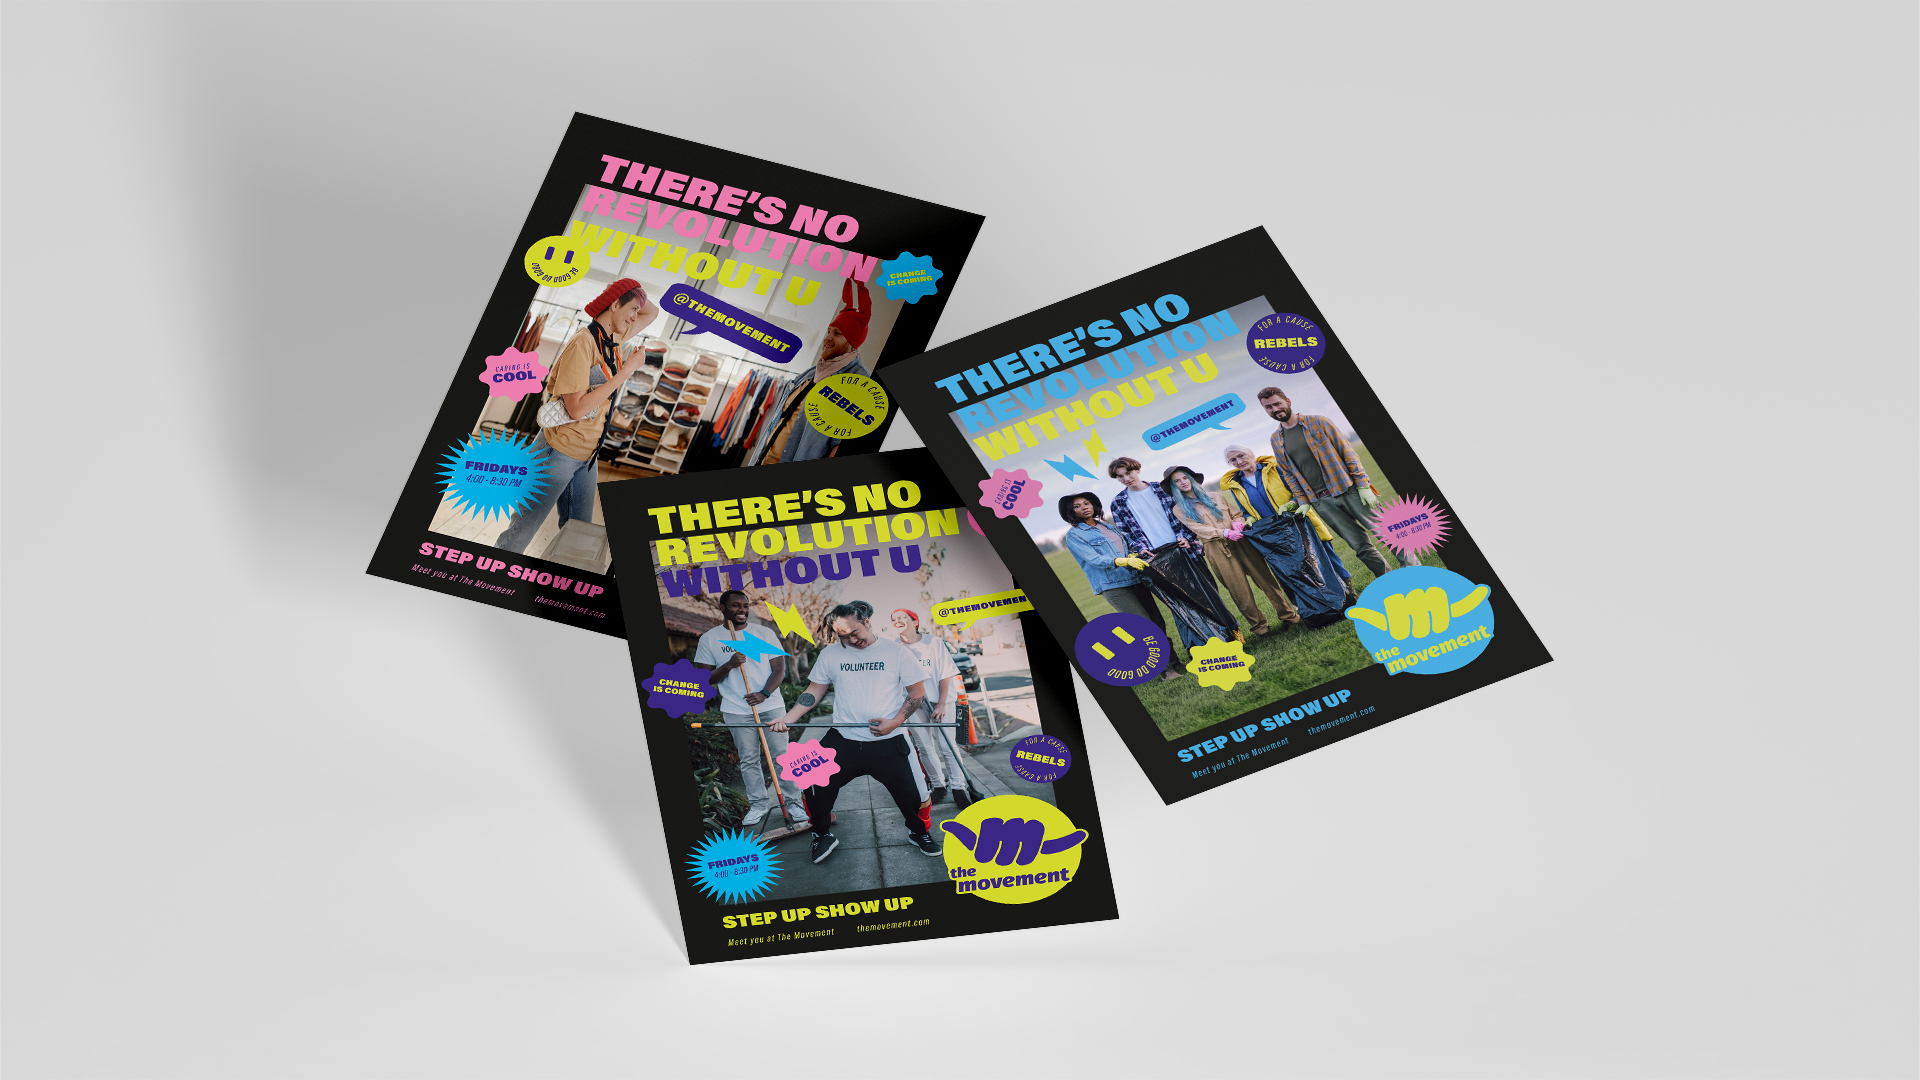 THERE'S NO
REVOLUTION
WITHOUT U
BE GOOD DO GOOD
CHANGE
IS COMING
@THEMOVEMENT
CARING IS
COOL
FOR A CAUSE
REBELS
FOR A CAUSE
FRIDAYS
4:00 - 8:30 PM
STEP UP SHOW UP
Meet you at The Movement themovement.com
THERE'S NO
REVOLUTION
WITHOUT U
@THEMOVEMEN
VOL
VOLUNTEER
ER
CHANGE
IS COMING
CARING IS
COOL
FOR A CAUSE
REBELS
FOR A CAUSE
FRIDAYS
4:00 - 8:30 PM
m
the
movement
STEP UP SHOW UP
Meet you at The Movement themovement.com
THERE'S NO
REVOLUTION
WITHOUT U
FOR A CAUSE
REBELS
FOR A CAUSE
@THEMOVEMENT
CARING IS
COOL
FRIDAYS
4:00 - 8:30 PM
BE GOOD DO GOOD
CHANGE
IS COMING
m
the
movement
STEP UP SHOW UP
Meet you at The Movement themovement.com